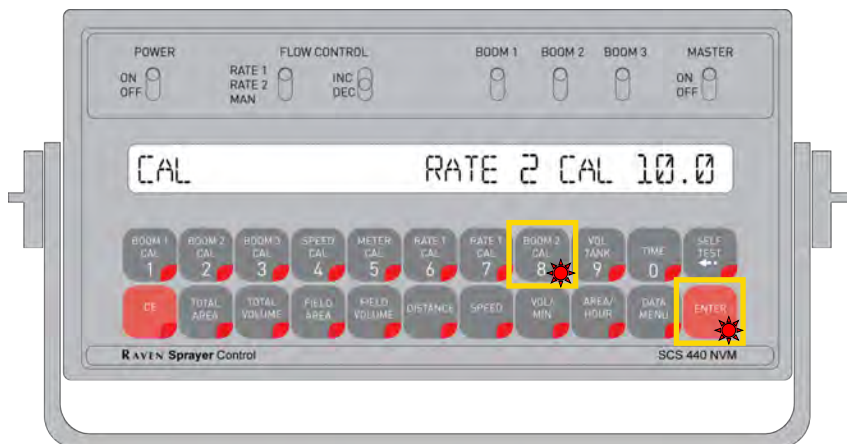 POWER FLOW CONTROL BOOM 1 BOOM 2 BOOM 3 MASTER
ON RATE 1 INC ON
OFF RATE 2 DEC OFF
MAN
CAL RATE 2 CAL 10.0
BOOM 1 CAL 1 BOOM 2 CAL 2 BOOM 3 CAL 3 SPEED CAL 4 METER CAL 5 RATE 1 CAL 6 RATE 1 CAL 7 BOOM 2 CAL 8 VOL TANK 9 TIME 0 SELF TEST
CE TOTAL AREA TOTAL VOLUME FIELD AREA FIELD VOLUME DISTANCE SPEED VOL/ MIN AREA/ HOUR DATA MENU ENTER
RAVEN Sprayer Control SCS 440 NVM